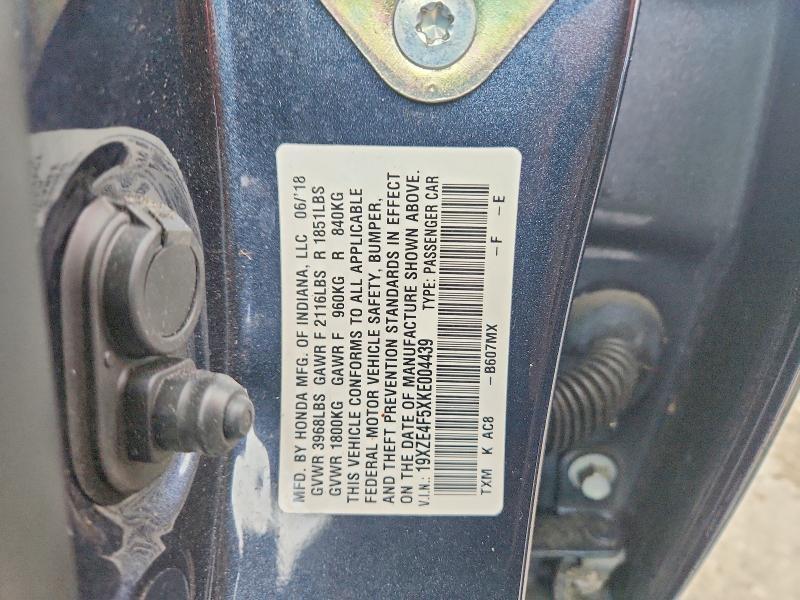 MFD. BY HONDA MFG. OF INDIANA, LLC 06/'18
GVWR 3968LBS GAWR F 2116LBS R 1851LBS
GVWR 1800KG GAWR F 960KG R 840KG
THIS VEHICLE CONFORMS TO ALL APPLICABLE
FEDERAL MOTOR VEHICLE SAFETY, BUMPER,
AND THEFT PREVENTION STANDARDS IN EFFECT
ON THE DATE OF MANUFACTURE SHOWN ABOVE.
V.I.N.: 19XZE4F5XKE004439 TYPE: PASSENGER CAR
TXM K AC8 –B607MX –F –E